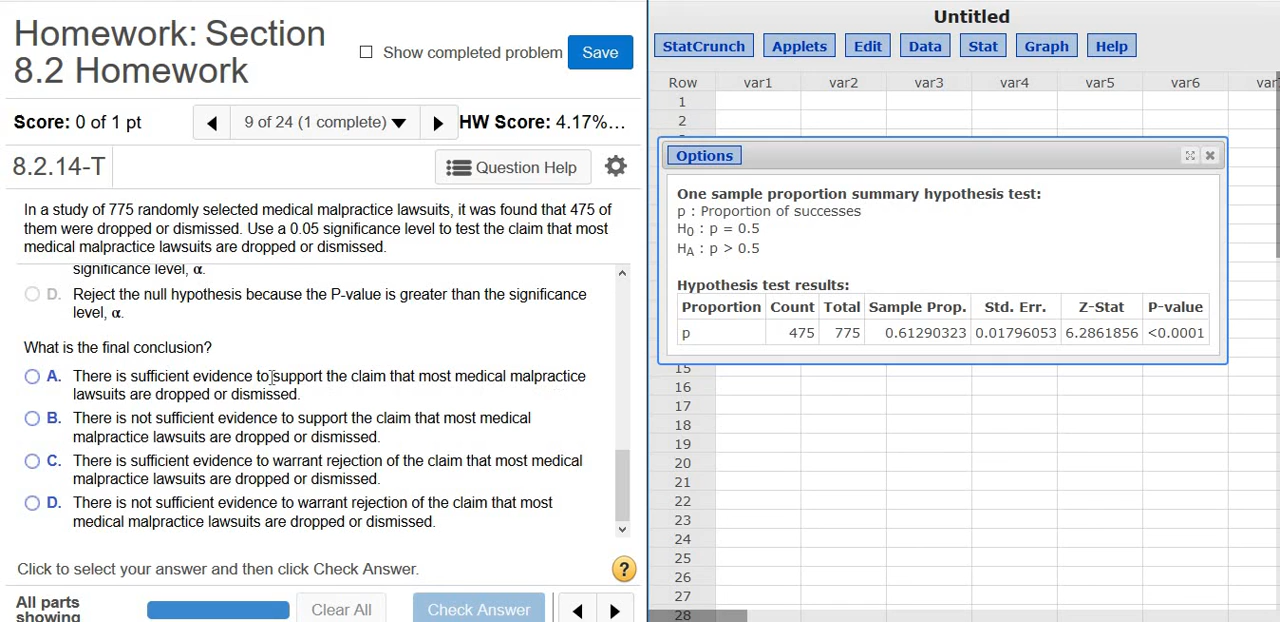 Homework: Section
8.2 Homework
Show completed problem
Save
Score: 0 of 1 pt
9 of 24 (1 complete)
HW Score: 4.17%...
8.2.14-T
Question Help
In a study of 775 randomly selected medical malpractice lawsuits, it was found that 475 of
them were dropped or dismissed. Use a 0.05 significance level to test the claim that most
medical malpractice lawsuits are dropped or dismissed.
significance level, α.
D. Reject the null hypothesis because the P-value is greater than the significance
level, α.
What is the final conclusion?
A. There is sufficient evidence to support the claim that most medical malpractice
lawsuits are dropped or dismissed.
B. There is not sufficient evidence to support the claim that most medical
malpractice lawsuits are dropped or dismissed.
C. There is sufficient evidence to warrant rejection of the claim that most medical
malpractice lawsuits are dropped or dismissed.
D. There is not sufficient evidence to warrant rejection of the claim that most
medical malpractice lawsuits are dropped or dismissed.
Click to select your answer and then click Check Answer.
?
All parts
showing
Clear All
Check Answer
Untitled
StatCrunch Applets Edit Data Stat Graph Help
Row var1 var2 var3 var4 var5 var6 var
1
2
Options
One sample proportion summary hypothesis test:
p : Proportion of successes
H0 : p = 0.5
HA : p > 0.5
Hypothesis test results:
Proportion Count Total Sample Prop. Std. Err. Z-Stat P-value
p 475 775 0.61290323 0.01796053 6.2861856 <0.0001
15
16
17
18
19
20
21
22
23
24
25
26
27
28